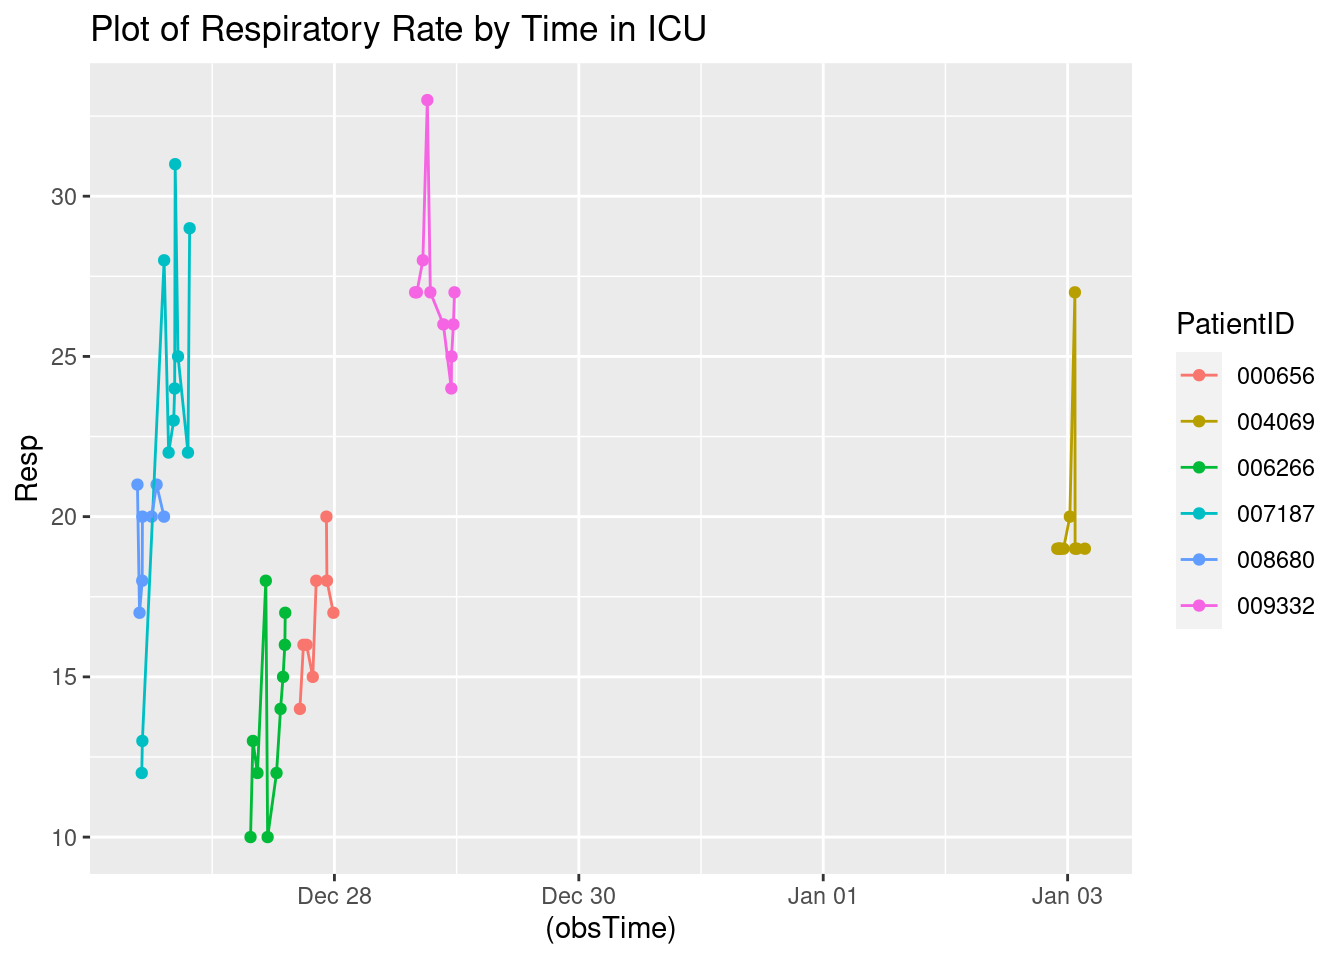 Plot of Respiratory Rate by Time in ICU
Resp
30
25
20
15
10
Dec 28
Dec 30
Jan 01
Jan 03
(obsTime)
PatientID
000656
004069
006266
007187
008680
009332